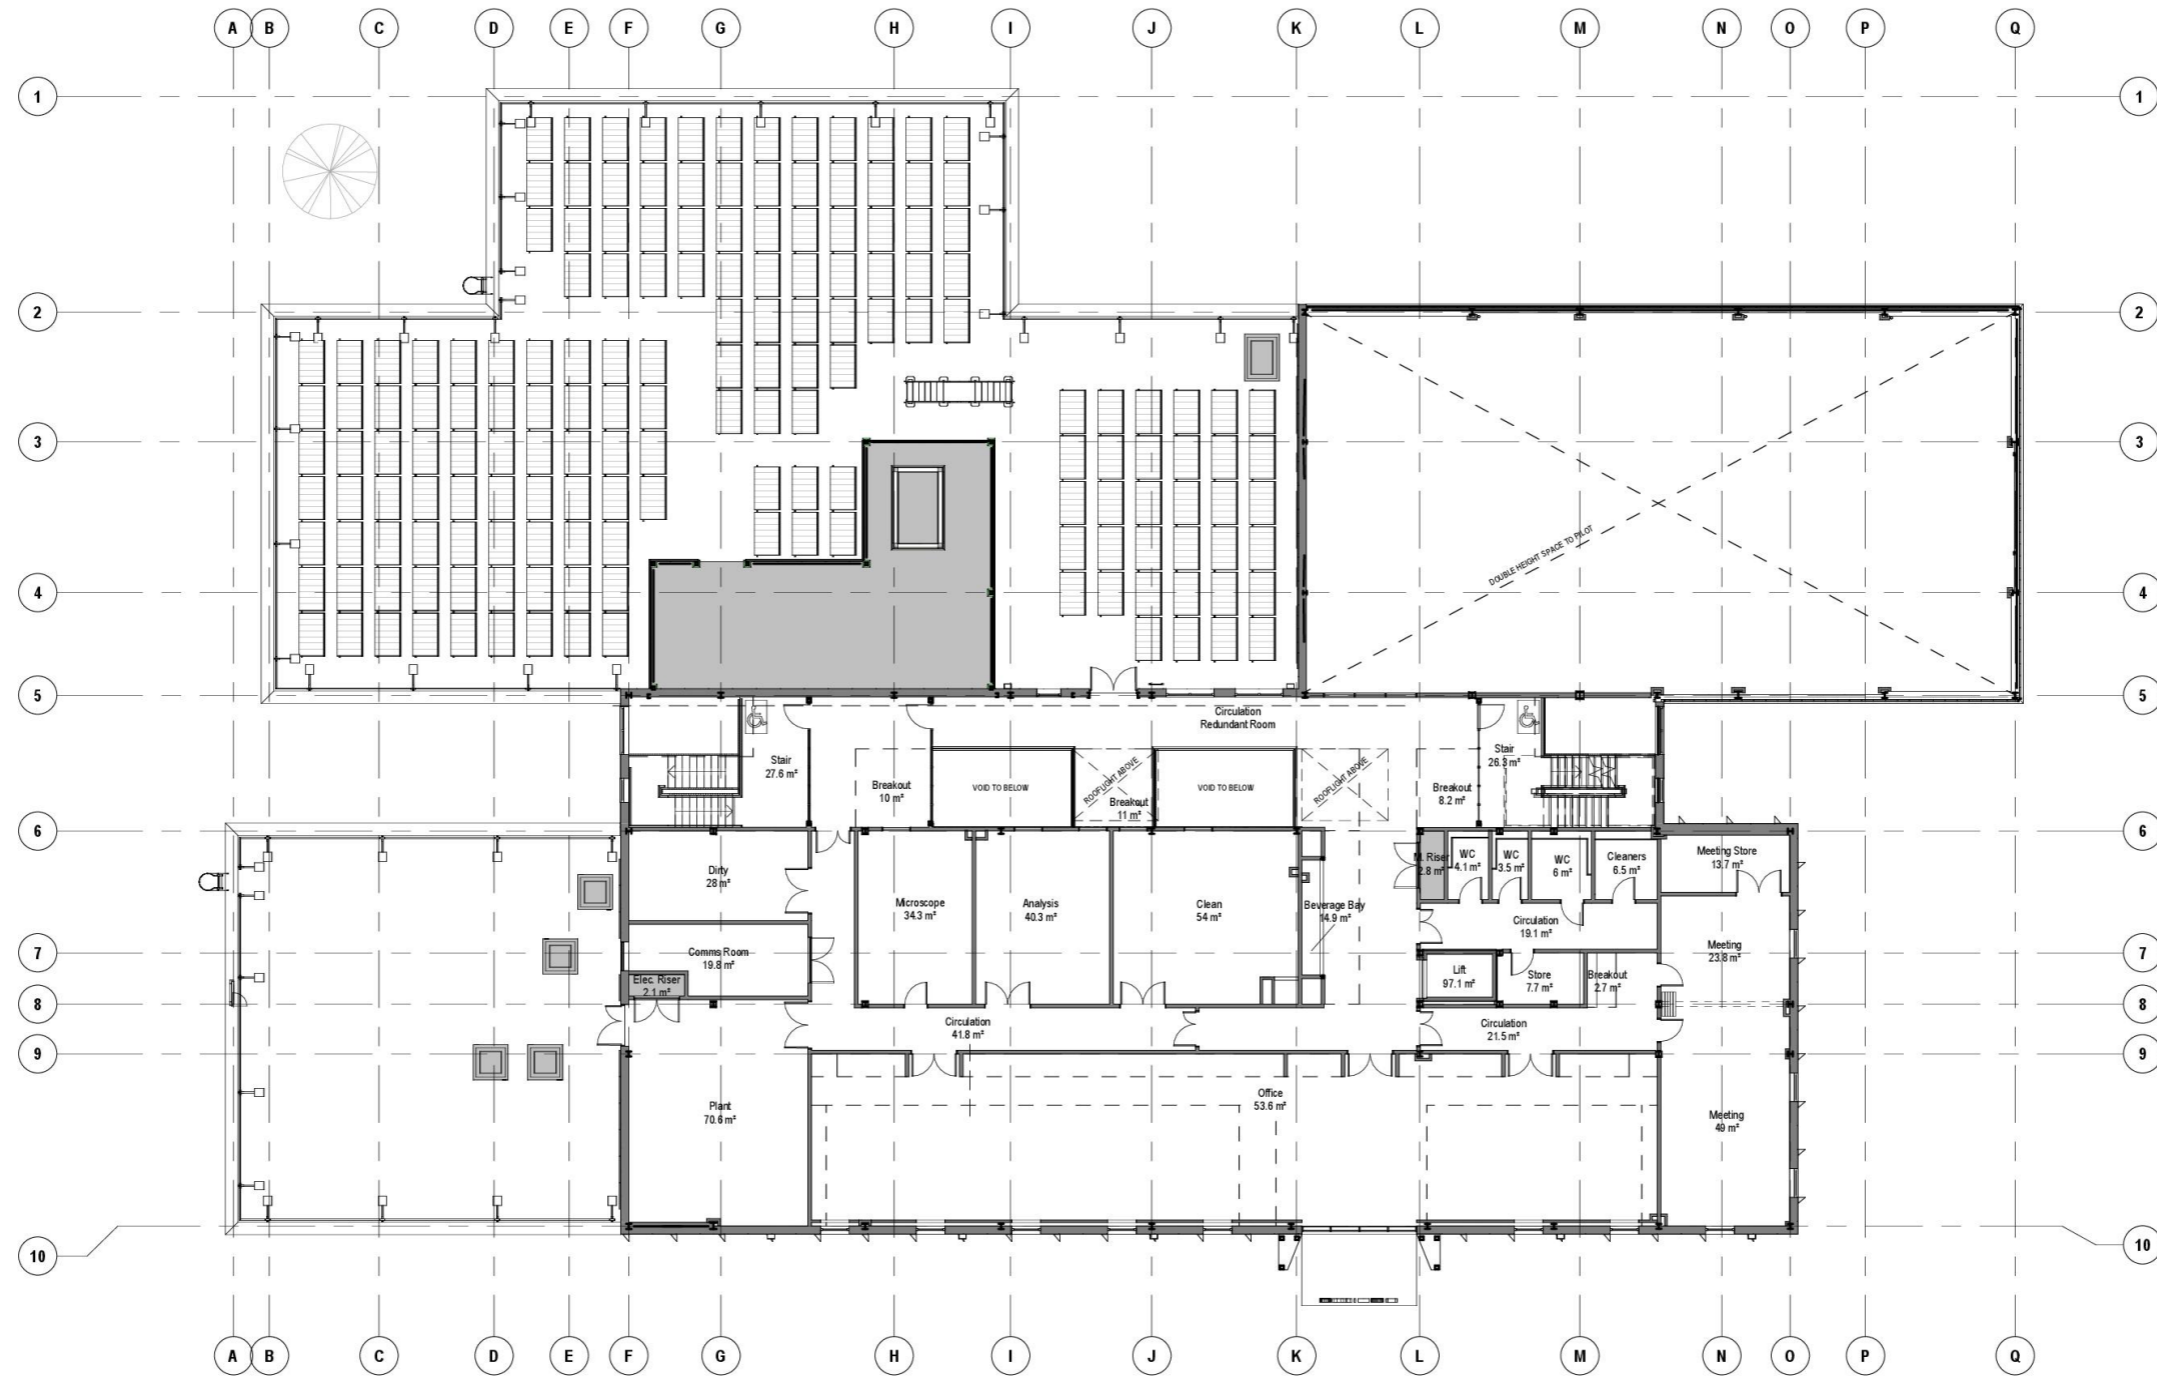 A B C D E F G H I J K L M N O P Q
1 1
2 2
3 3
DOUBLE HEIGHT SPACE TO PILOT
4 4
5 5
Circulation
Redundant Room
Stair
27.6 m²
Stair
26.3 m²
Breakout
10 m²
VOID TO BELOW
ROOFLIGHT ABOVE
Breakout
11 m²
VOID TO BELOW
ROOFLIGHT ABOVE
Breakout
8.2 m²
6 6
Dirty
28 m²
Microscope
34.3 m²
Analysis
40.3 m²
Clean
54 m²
Beverage Bay
14.9 m²
M. Riser
2.8 m²
WC
4.1 m²
WC
3.5 m²
WC
6 m²
Cleaners
6.5 m²
Meeting Store
13.7 m²
Circulation
19.1 m²
Meeting
23.8 m²
7 7
Comms Room
19.8 m²
Elec. Riser
2.1 m²
Lift
97.1 m²
Store
7.7 m²
Breakout
2.7 m²
8 8
Circulation
41.8 m²
Circulation
21.5 m²
9 9
Plant
70.6 m²
Office
53.6 m²
Meeting
49 m²
10 10
A B C D E F G H I J K L M N O P Q